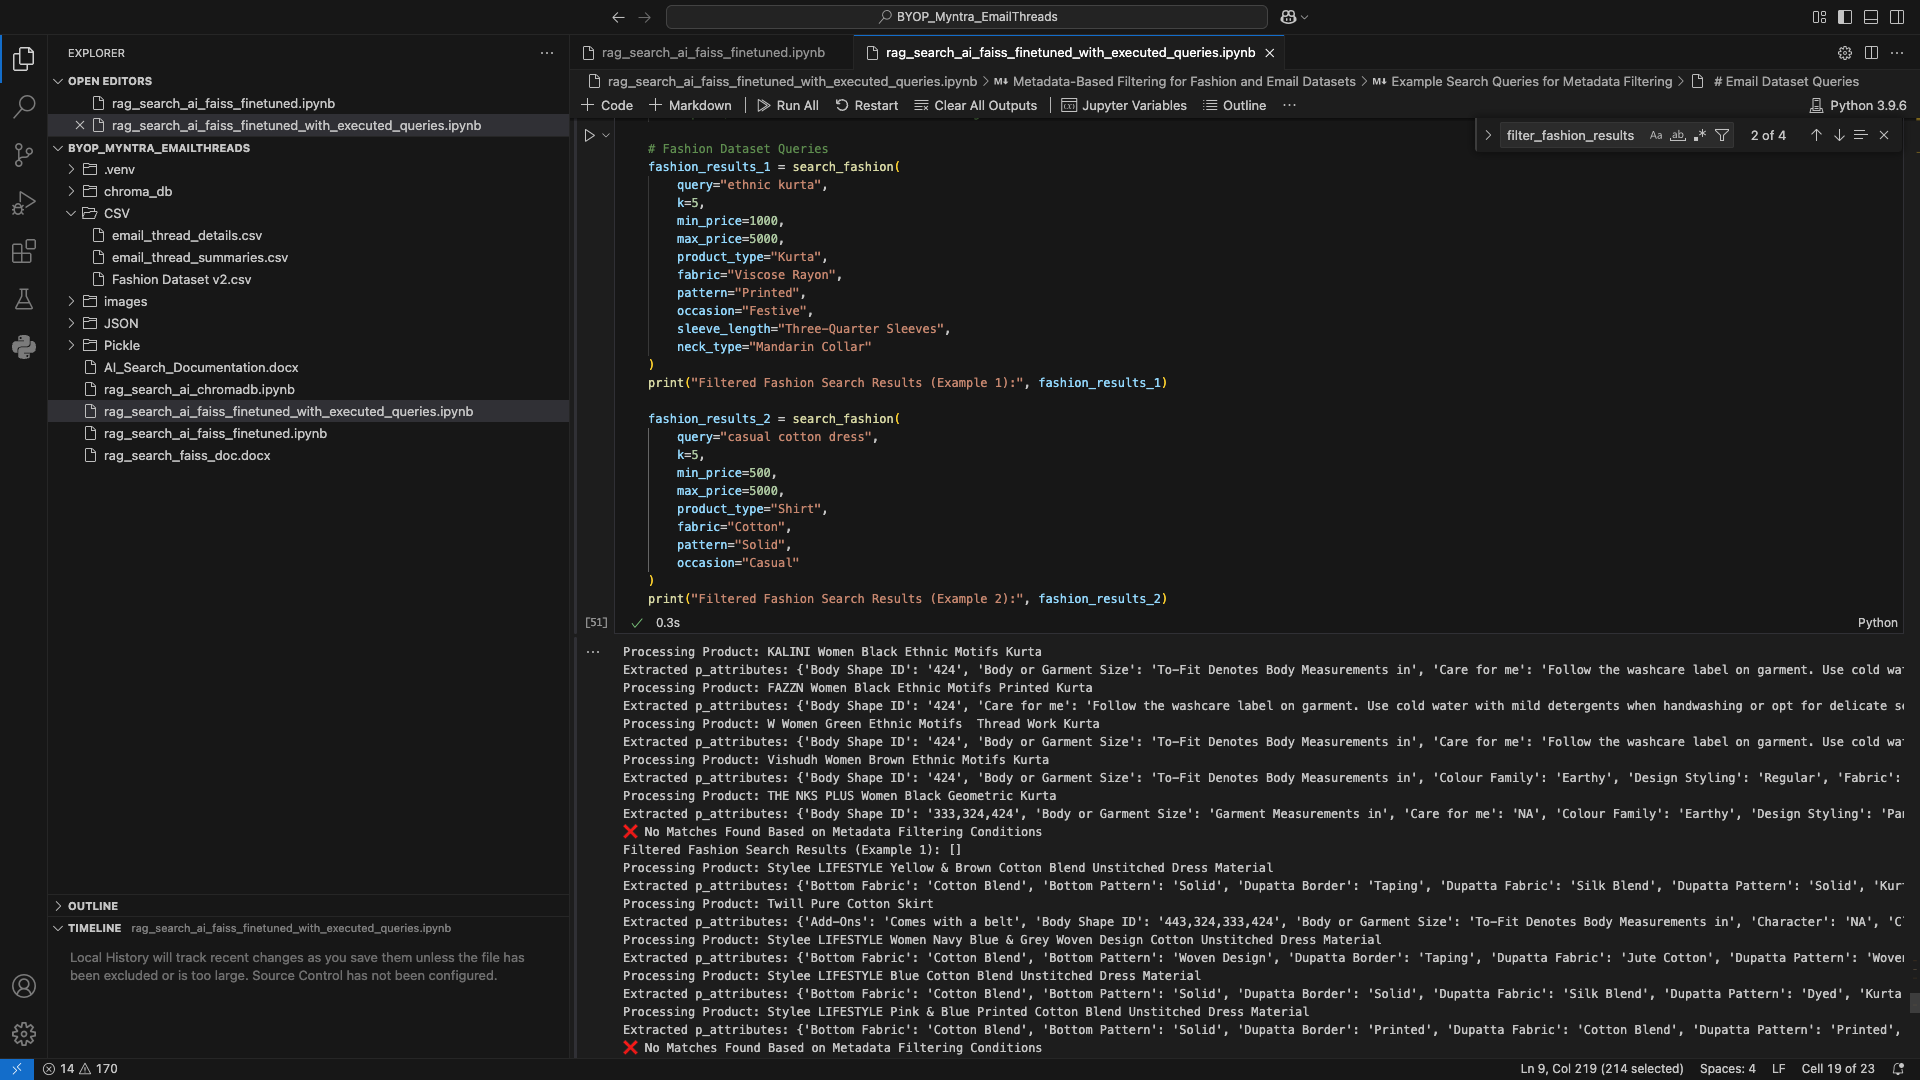 BYOP_Myntra_EmailThreads
EXPLORER
OPEN EDITORS
rag_search_ai_faiss_finetuned.ipynb
rag_search_ai_faiss_finetuned_with_executed_queries.ipynb
BYOP_MYNTRA_EMAILTHREADS
.venv
chroma_db
CSV
email_thread_details.csv
email_thread_summaries.csv
Fashion Dataset v2.csv
images
JSON
Pickle
AI_Search_Documentation.docx
rag_search_ai_chromadb.ipynb
rag_search_ai_faiss_finetuned_with_executed_queries.ipynb
rag_search_ai_faiss_finetuned.ipynb
rag_search_faiss_doc.docx
OUTLINE
TIMELINE rag_search_ai_faiss_finetuned_with_executed_queries.ipynb
Local History will track recent changes as you save them unless the file has
been excluded or is too large. Source Control has not been configured.
rag_search_ai_faiss_finetuned.ipynb
rag_search_ai_faiss_finetuned_with_executed_queries.ipynb
rag_search_ai_faiss_finetuned_with_executed_queries.ipynb > M↓ Metadata-Based Filtering for Fashion and Email Datasets > M↓ Example Search Queries for Metadata Filtering > # Email Dataset Queries
+ Code + Markdown Run All Restart Clear All Outputs Jupyter Variables Outline ... Python 3.9.6
filter_fashion_results Aa ab .* 2 of 4
# Fashion Dataset Queries
fashion_results_1 = search_fashion(
query="ethnic kurta",
k=5,
min_price=1000,
max_price=5000,
product_type="Kurta",
fabric="Viscose Rayon",
pattern="Printed",
occasion="Festive",
sleeve_length="Three-Quarter Sleeves",
neck_type="Mandarin Collar"
)
print("Filtered Fashion Search Results (Example 1):", fashion_results_1)
fashion_results_2 = search_fashion(
query="casual cotton dress",
k=5,
min_price=500,
max_price=5000,
product_type="Shirt",
fabric="Cotton",
pattern="Solid",
occasion="Casual"
)
print("Filtered Fashion Search Results (Example 2):", fashion_results_2)
[51] 0.3s Python
Processing Product: KALINI Women Black Ethnic Motifs Kurta
Extracted p_attributes: {'Body Shape ID': '424', 'Body or Garment Size': 'To-Fit Denotes Body Measurements in', 'Care for me': 'Follow the washcare label on garment. Use cold wa
Processing Product: FAZZN Women Black Ethnic Motifs Printed Kurta
Extracted p_attributes: {'Body Shape ID': '424', 'Care for me': 'Follow the washcare label on garment. Use cold water with mild detergents when handwashing or opt for delicate s
Processing Product: W Women Green Ethnic Motifs  Thread Work Kurta
Extracted p_attributes: {'Body Shape ID': '424', 'Body or Garment Size': 'To-Fit Denotes Body Measurements in', 'Care for me': 'Follow the washcare label on garment. Use cold wa
Processing Product: Vishudh Women Brown Ethnic Motifs Kurta
Extracted p_attributes: {'Body Shape ID': '424', 'Body or Garment Size': 'To-Fit Denotes Body Measurements in', 'Colour Family': 'Earthy', 'Design Styling': 'Regular', 'Fabric':
Processing Product: THE NKS PLUS Women Black Geometric Kurta
Extracted p_attributes: {'Body Shape ID': '333,324,424', 'Body or Garment Size': 'Garment Measurements in', 'Care for me': 'NA', 'Colour Family': 'Earthy', 'Design Styling': 'Pa
❌ No Matches Found Based on Metadata Filtering Conditions
Filtered Fashion Search Results (Example 1): []
Processing Product: Stylee LIFESTYLE Yellow & Brown Cotton Blend Unstitched Dress Material
Extracted p_attributes: {'Bottom Fabric': 'Cotton Blend', 'Bottom Pattern': 'Solid', 'Dupatta Border': 'Taping', 'Dupatta Fabric': 'Silk Blend', 'Dupatta Pattern': 'Solid', 'Kur
Processing Product: Twill Pure Cotton Skirt
Extracted p_attributes: {'Add-Ons': 'Comes with a belt', 'Body Shape ID': '443,324,333,424', 'Body or Garment Size': 'To-Fit Denotes Body Measurements in', 'Character': 'NA', 'C
Processing Product: Stylee LIFESTYLE Women Navy Blue & Grey Woven Design Cotton Unstitched Dress Material
Extracted p_attributes: {'Bottom Fabric': 'Cotton Blend', 'Bottom Pattern': 'Woven Design', 'Dupatta Border': 'Taping', 'Dupatta Fabric': 'Jute Cotton', 'Dupatta Pattern': 'Wove
Processing Product: Stylee LIFESTYLE Blue Cotton Blend Unstitched Dress Material
Extracted p_attributes: {'Bottom Fabric': 'Cotton Blend', 'Bottom Pattern': 'Solid', 'Dupatta Border': 'Solid', 'Dupatta Fabric': 'Silk Blend', 'Dupatta Pattern': 'Dyed', 'Kurta
Processing Product: Stylee LIFESTYLE Pink & Blue Printed Cotton Blend Unstitched Dress Material
Extracted p_attributes: {'Bottom Fabric': 'Cotton Blend', 'Bottom Pattern': 'Solid', 'Dupatta Border': 'Printed', 'Dupatta Fabric': 'Cotton Blend', 'Dupatta Pattern': 'Printed',
❌ No Matches Found Based on Metadata Filtering Conditions
14 170 Ln 9, Col 219 (214 selected) Spaces: 4 LF Cell 19 of 23